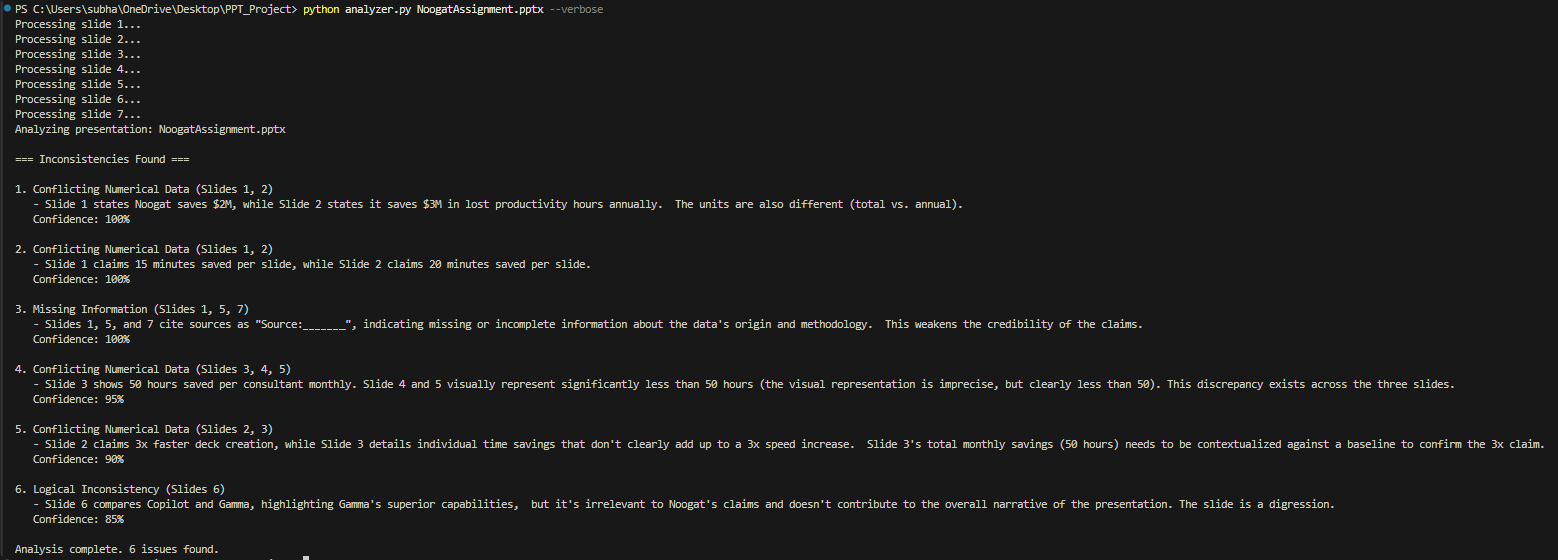 PS C:\Users\subha\OneDrive\Desktop\PPT_Project> python analyzer.py NoogatAssignment.pptx --verbose
Processing slide 1...
Processing slide 2...
Processing slide 3...
Processing slide 4...
Processing slide 5...
Processing slide 6...
Processing slide 7...
Analyzing presentation: NoogatAssignment.pptx
=== Inconsistencies Found ===
1. Conflicting Numerical Data (Slides 1, 2)
- Slide 1 states Noogat saves $2M, while Slide 2 states it saves $3M in lost productivity hours annually.  The units are also different (total vs. annual).
Confidence: 100%
2. Conflicting Numerical Data (Slides 1, 2)
- Slide 1 claims 15 minutes saved per slide, while Slide 2 claims 20 minutes saved per slide.
Confidence: 100%
3. Missing Information (Slides 1, 5, 7)
- Slides 1, 5, and 7 cite sources as "Source:_______", indicating missing or incomplete information about the data's origin and methodology.  This weakens the credibility of the claims.
Confidence: 100%
4. Conflicting Numerical Data (Slides 3, 4, 5)
- Slide 3 shows 50 hours saved per consultant monthly. Slide 4 and 5 visually represent significantly less than 50 hours (the visual representation is imprecise, but clearly less than 50). This discrepancy exists across the three slides.
Confidence: 95%
5. Conflicting Numerical Data (Slides 2, 3)
- Slide 2 claims 3x faster deck creation, while Slide 3 details individual time savings that don't clearly add up to a 3x speed increase.  Slide 3's total monthly savings (50 hours) needs to be contextualized against a baseline to confirm the 3x claim.
Confidence: 90%
6. Logical Inconsistency (Slides 6)
- Slide 6 compares Copilot and Gamma, highlighting Gamma's superior capabilities,  but it's irrelevant to Noogat's claims and doesn't contribute to the overall narrative of the presentation. The slide is a digression.
Confidence: 85%
Analysis complete. 6 issues found.